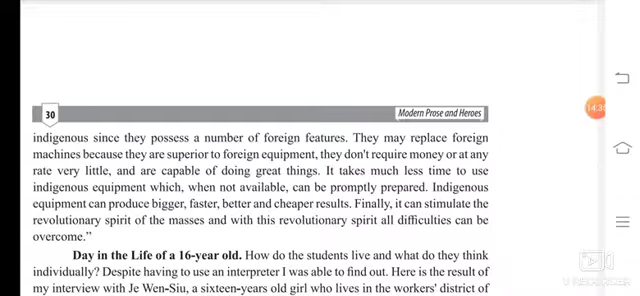 30
Modern Prose and Heroes
14:35
indigenous since they possess a number of foreign features. They may replace foreign
machines because they are superior to foreign equipment, they don't require money or at any
rate very little, and are capable of doing great things. It takes much less time to use
indigenous equipment which, when not available, can be promptly prepared. Indigenous
equipment can produce bigger, faster, better and cheaper results. Finally, it can stimulate the
revolutionary spirit of the masses and with this revolutionary spirit all difficulties can be
overcome."
Day in the Life of a 16-year old. How do the students live and what do they think
individually? Despite having to use an interpreter I was able to find out. Here is the result of
my interview with Je Wen-Siu, a sixteen-years old girl who lives in the workers' district of